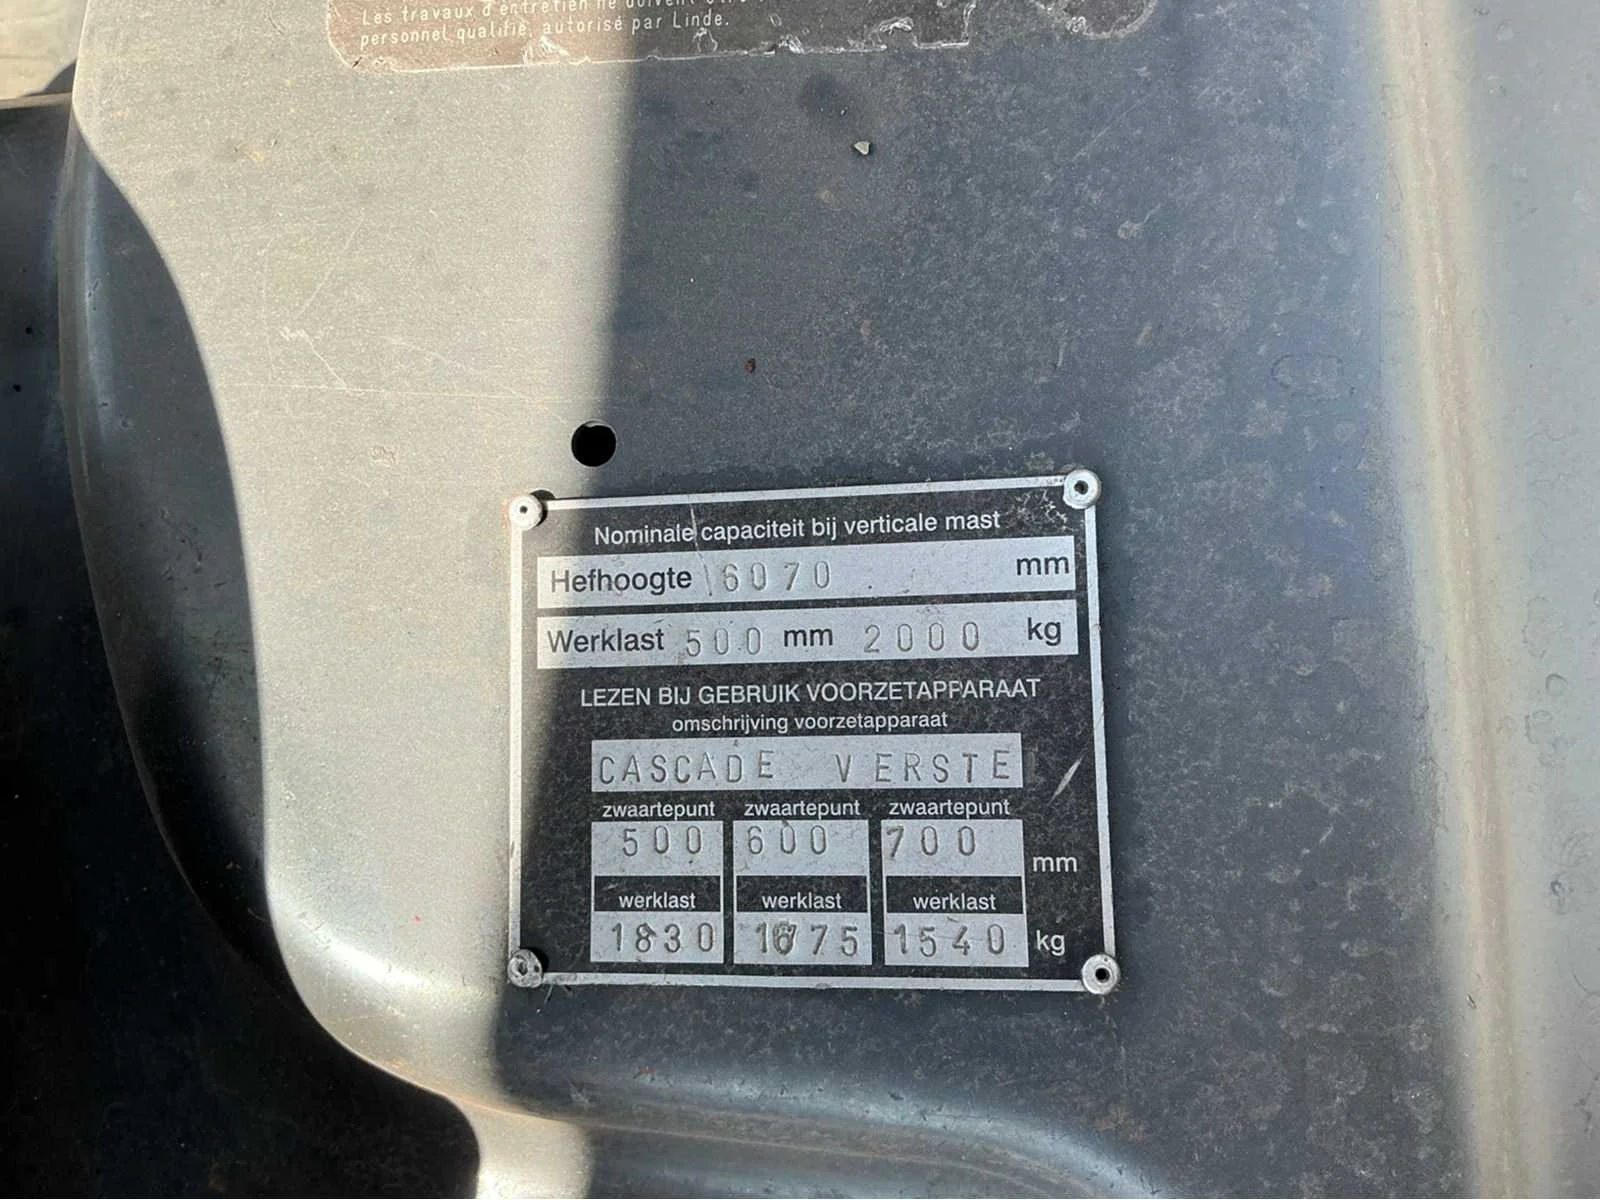 Les travaux d'entretien ne doivent
personnel qualifié, autorisé par Linde.
Nominale capaciteit bij verticale mast
Hefhoogte 6070 mm
Werklast 500 mm 2000 kg
LEZEN BIJ GEBRUIK VOORZETAPPARAAT
omschrijving voorzetapparaat
CASCADE VERSTE
zwaartepunt zwaartepunt zwaartepunt
500 600 700 mm
werklast werklast werklast
1830 1675 1540 kg